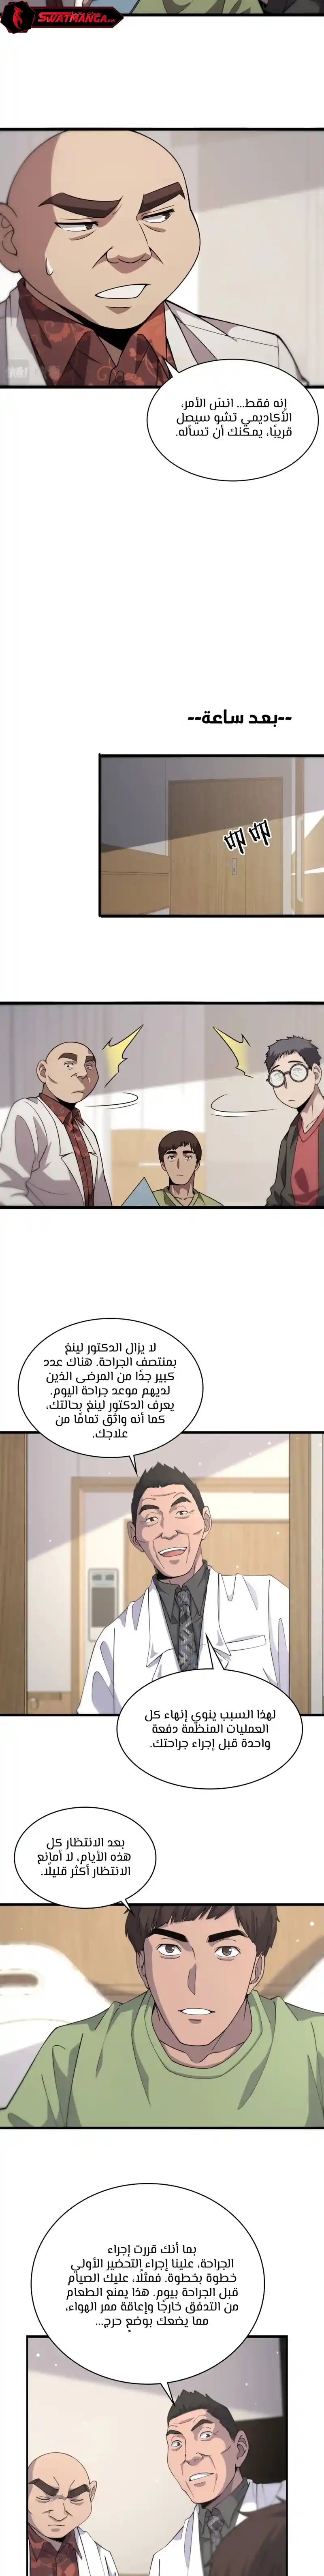 SWATMANGA
إنه فقط... انسَ الأمر،
الأكاديمي تشو سيصل
قريبًا، يمكنك أن تسأله.
--بعد ساعة--
叩 叩
لا يزال الدكتور لينغ
بمنتصف الجراحة. هناك عدد
كبير جدًا من المرضى الذين
لديهم موعد جراحة اليوم.
يعرف الدكتور لينغ بحالتك،
كما أنه واثق تمامًا من
علاجك.
لهذا السبب ينوي إنهاء كل
العمليات المنظمة دفعة
واحدة قبل إجراء جراحتك.
بعد الانتظار كل
هذه الأيام، لا أمانع
الانتظار أكثر قليلًا.
بما أنك قررت إجراء
الجراحة، علينا إجراء التحضير الأولي
خطوة بخطوة. فمثلًا، عليك الصيام
قبل الجراحة بيوم. هذا يمنع الطعام
من التدفق خارجًا وإعاقة ممر الهواء،
مما يضعك بوضعٍ حرج...